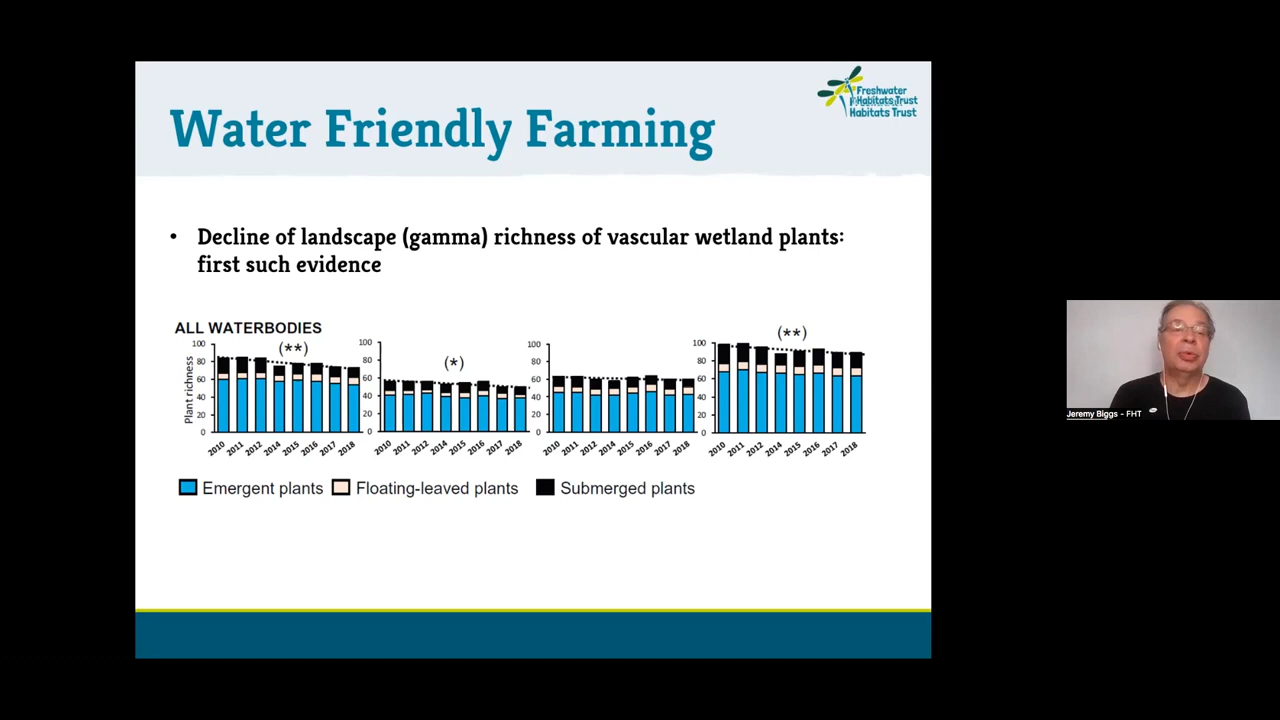 Freshwater
Habitats Trust
Habitats Trust
Water Friendly Farming
• Decline of landscape (gamma) richness of vascular wetland plants:
first such evidence
ALL WATERBODIES
Plant richness
100
80
60
40
20
0
(**)
2010 2011 2012 2014 2015 2016 2017 2018
100
80
60
40
20
0
(*)
2010 2011 2012 2014 2015 2016 2017 2018
100
80
60
40
20
0
2010 2011 2012 2014 2015 2016 2017 2018
100
80
60
40
20
0
(**)
2010 2011 2012 2014 2015 2016 2017 2018
Emergent plants Floating-leaved plants Submerged plants
Jeremy Biggs - FHT